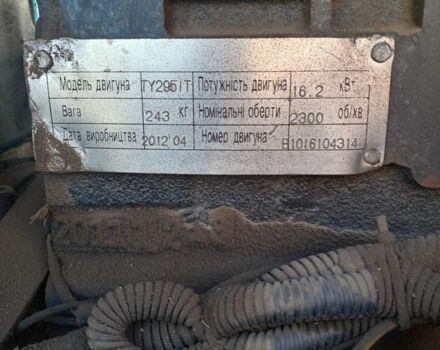 Модель двигуна TY295IT Потужність двигуна 16.2 кВт
Вага 243 кг Номінальні оберти 2300 об/хв
Дата виробництва 2012'04 Номер двигуна B1016104314